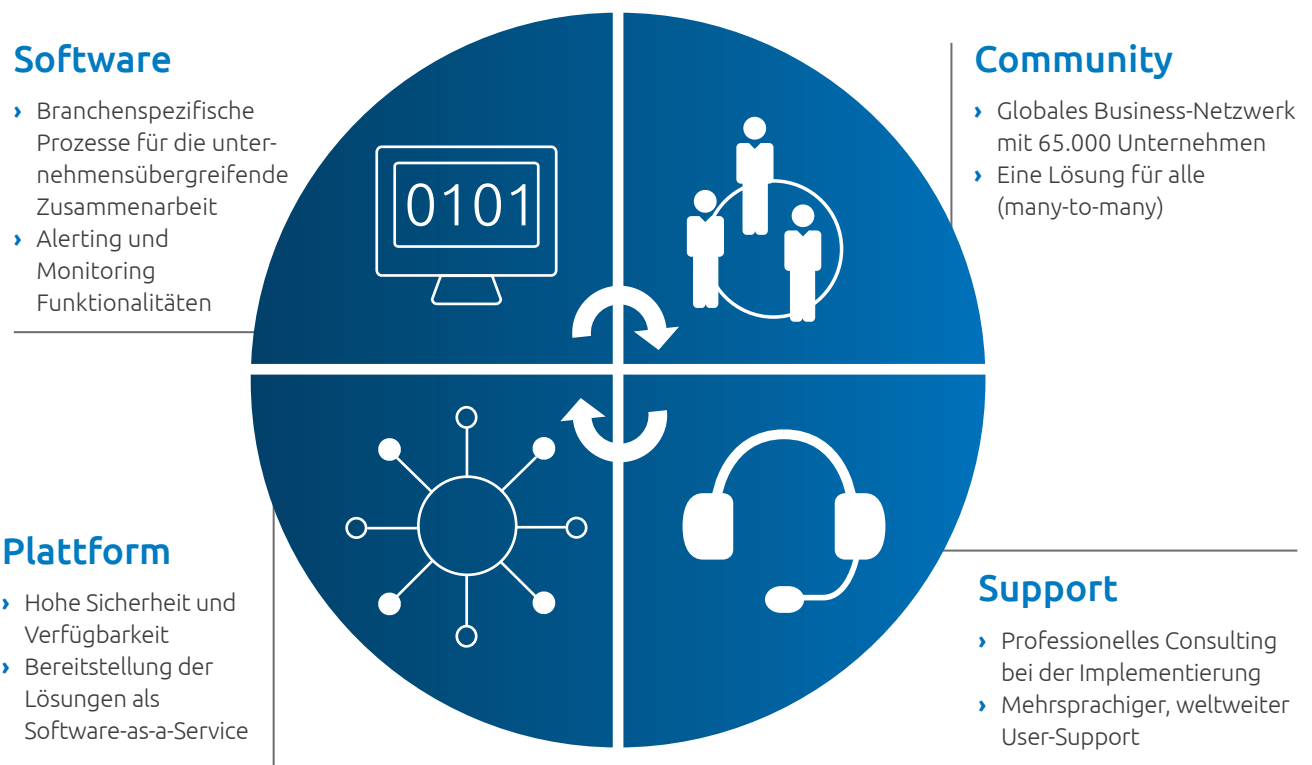 Software
› Branchenspezifische
Prozesse für die unter-
nehmensübergreifende
Zusammenarbeit
› Alerting und
Monitoring
Funktionalitäten
0101
Community
› Globales Business-Netzwerk
mit 65.000 Unternehmen
› Eine Lösung für alle
(many-to-many)
Plattform
› Hohe Sicherheit und
Verfügbarkeit
› Bereitstellung der
Lösungen als
Software-as-a-Service
Support
› Professionelles Consulting
bei der Implementierung
› Mehrsprachiger, weltweiter
User-Support